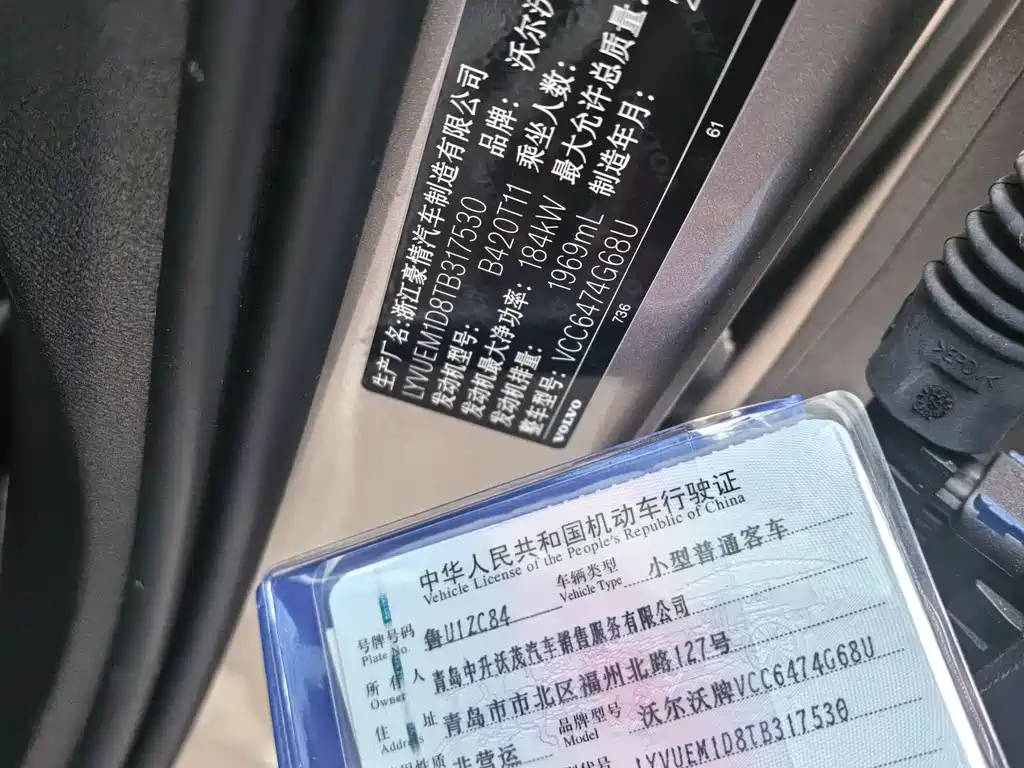 生产厂名:浙江豪情汽车制造有限公司
LYVUEM1D8TB317530 品牌: 沃尔沃
发动机型号: B420T11 乘坐人数:
发动机最大净功率: 184kW 最大允许总质量:
发动机排量: 1969mL 制造年月:
整车型号: VCC6474G68U
VOLVO 736 61
中华人民共和国机动车行驶证
Vehicle License of the People's Republic of China
号牌号码 鲁U1ZC84 车辆类型 小型普通客车
Plate No. Vehicle Type
所有人 青岛中升沃茂汽车销售服务有限公司
Owner
住址 青岛市市北区福州北路127号
Address
非营运 品牌型号 沃尔沃牌VCC6474G68U
Model
LYVUEM1D8TB317530